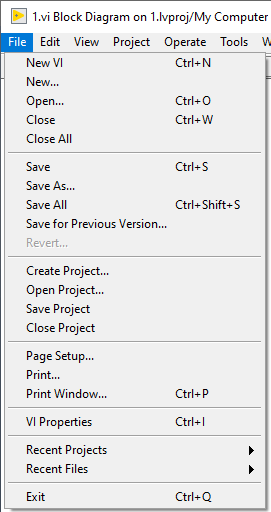 1.vi Block Diagram on 1.lvproj/My Computer
File Edit View Project Operate Tools W
New VI Ctrl+N
New...
Open... Ctrl+O
Close Ctrl+W
Close All
Save Ctrl+S
Save As...
Save All Ctrl+Shift+S
Save for Previous Version...
Revert...
Create Project...
Open Project...
Save Project
Close Project
Page Setup...
Print...
Print Window... Ctrl+P
VI Properties Ctrl+I
Recent Projects
Recent Files
Exit Ctrl+Q